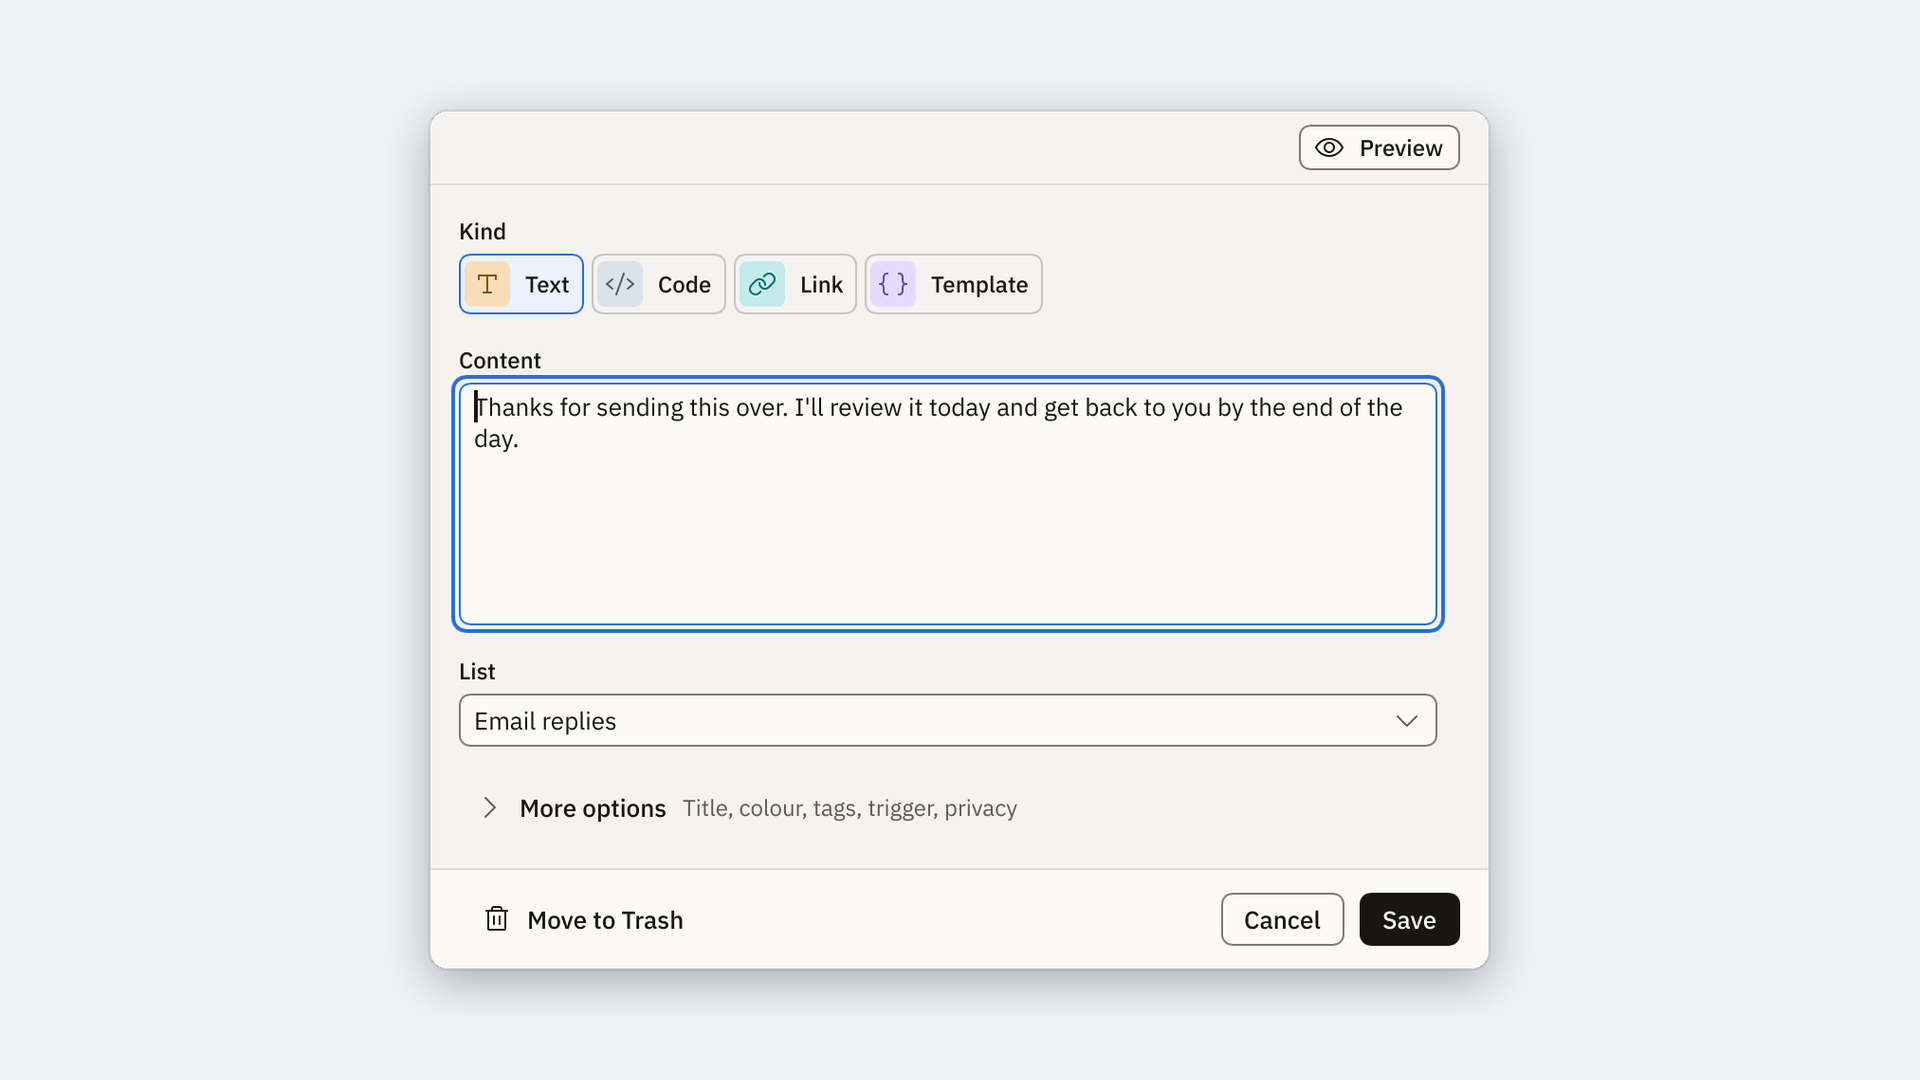 Preview
Kind
Text
Code
Link
Template
Content
Thanks for sending this over. I'll review it today and get back to you by the end of the
day.
List
Email replies
More options Title, colour, tags, trigger, privacy
Move to Trash
Cancel
Save